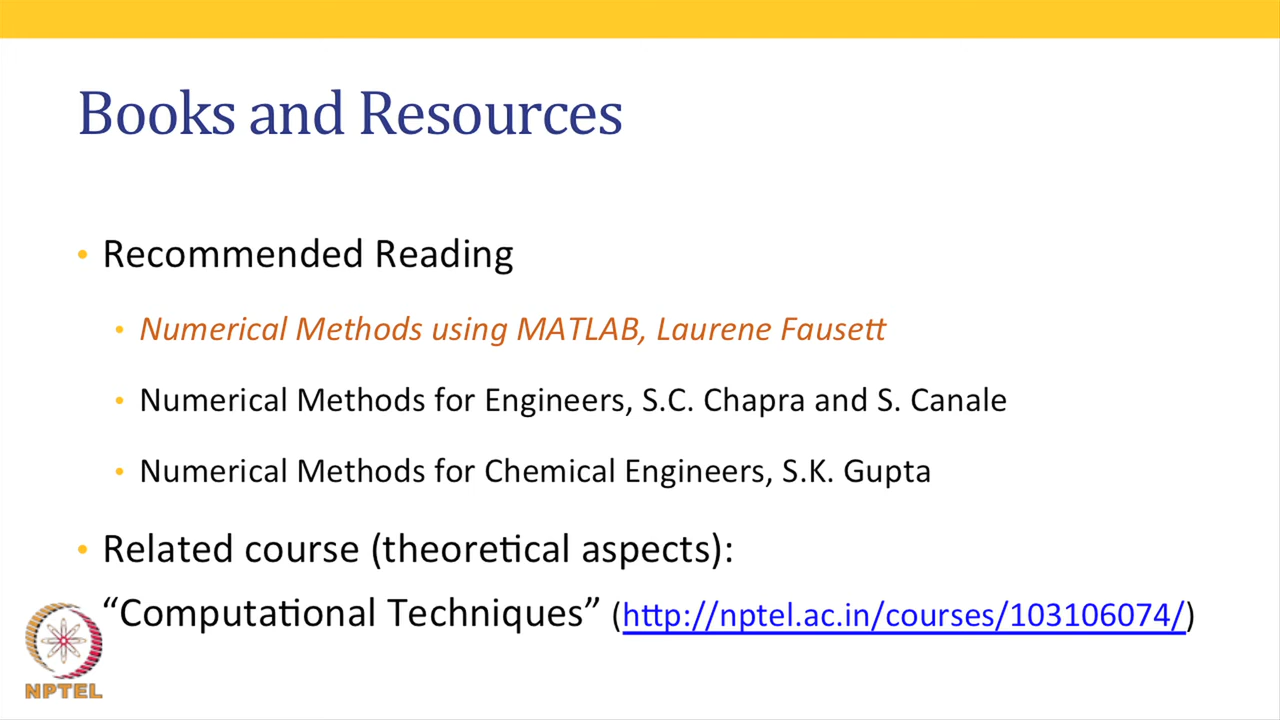 Books and Resources
• Recommended Reading
• Numerical Methods using MATLAB, Laurene Fausett
• Numerical Methods for Engineers, S.C. Chapra and S. Canale
• Numerical Methods for Chemical Engineers, S.K. Gupta
• Related course (theoretical aspects):
“Computational Techniques” (http://nptel.ac.in/courses/103106074/)
NPTEL